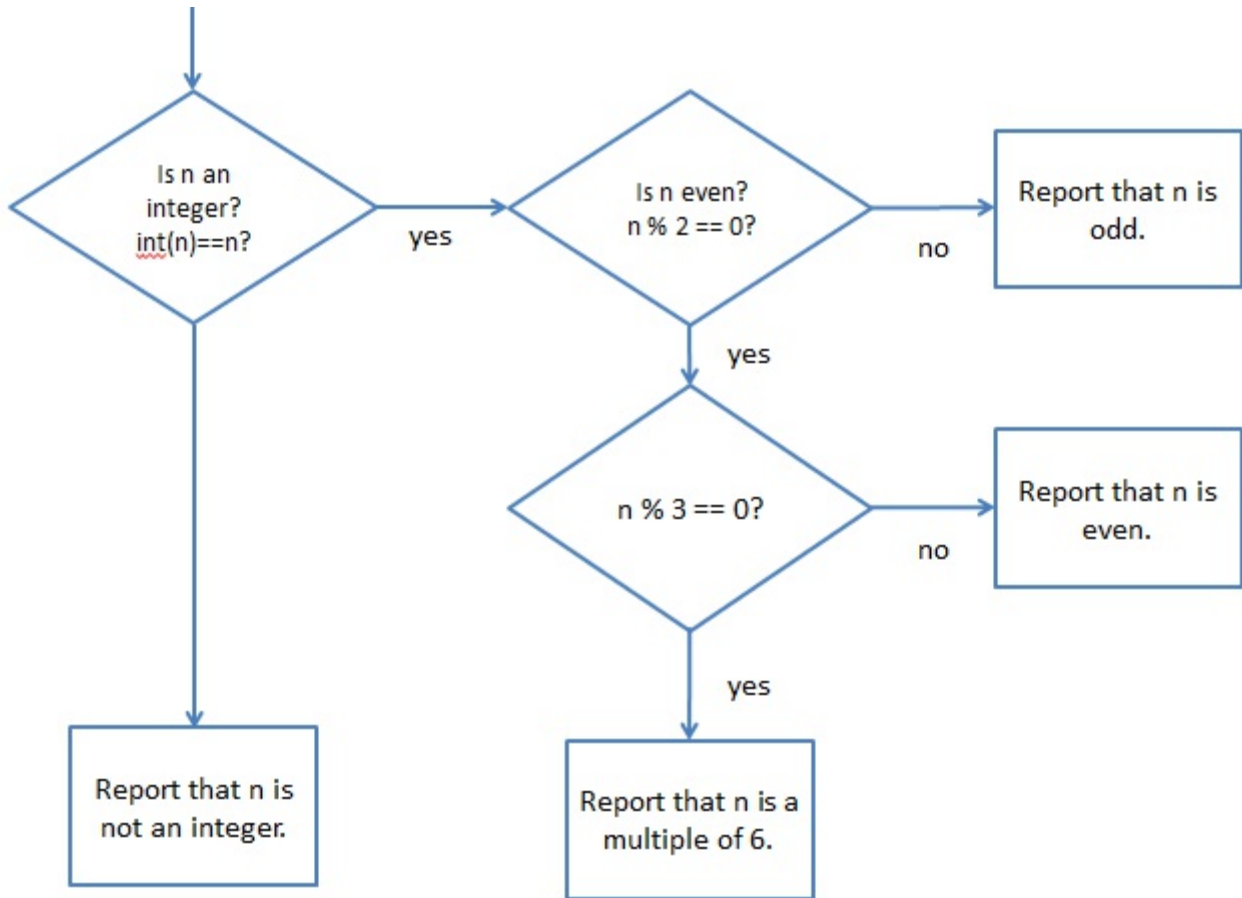 Is n an
integer?
int(n)==n?
yes
Is n even?
n % 2 == 0?
no
Report that n is
odd.
yes
n % 3 == 0?
no
Report that n is
even.
yes
Report that n is
not an integer.
Report that n is a
multiple of 6.